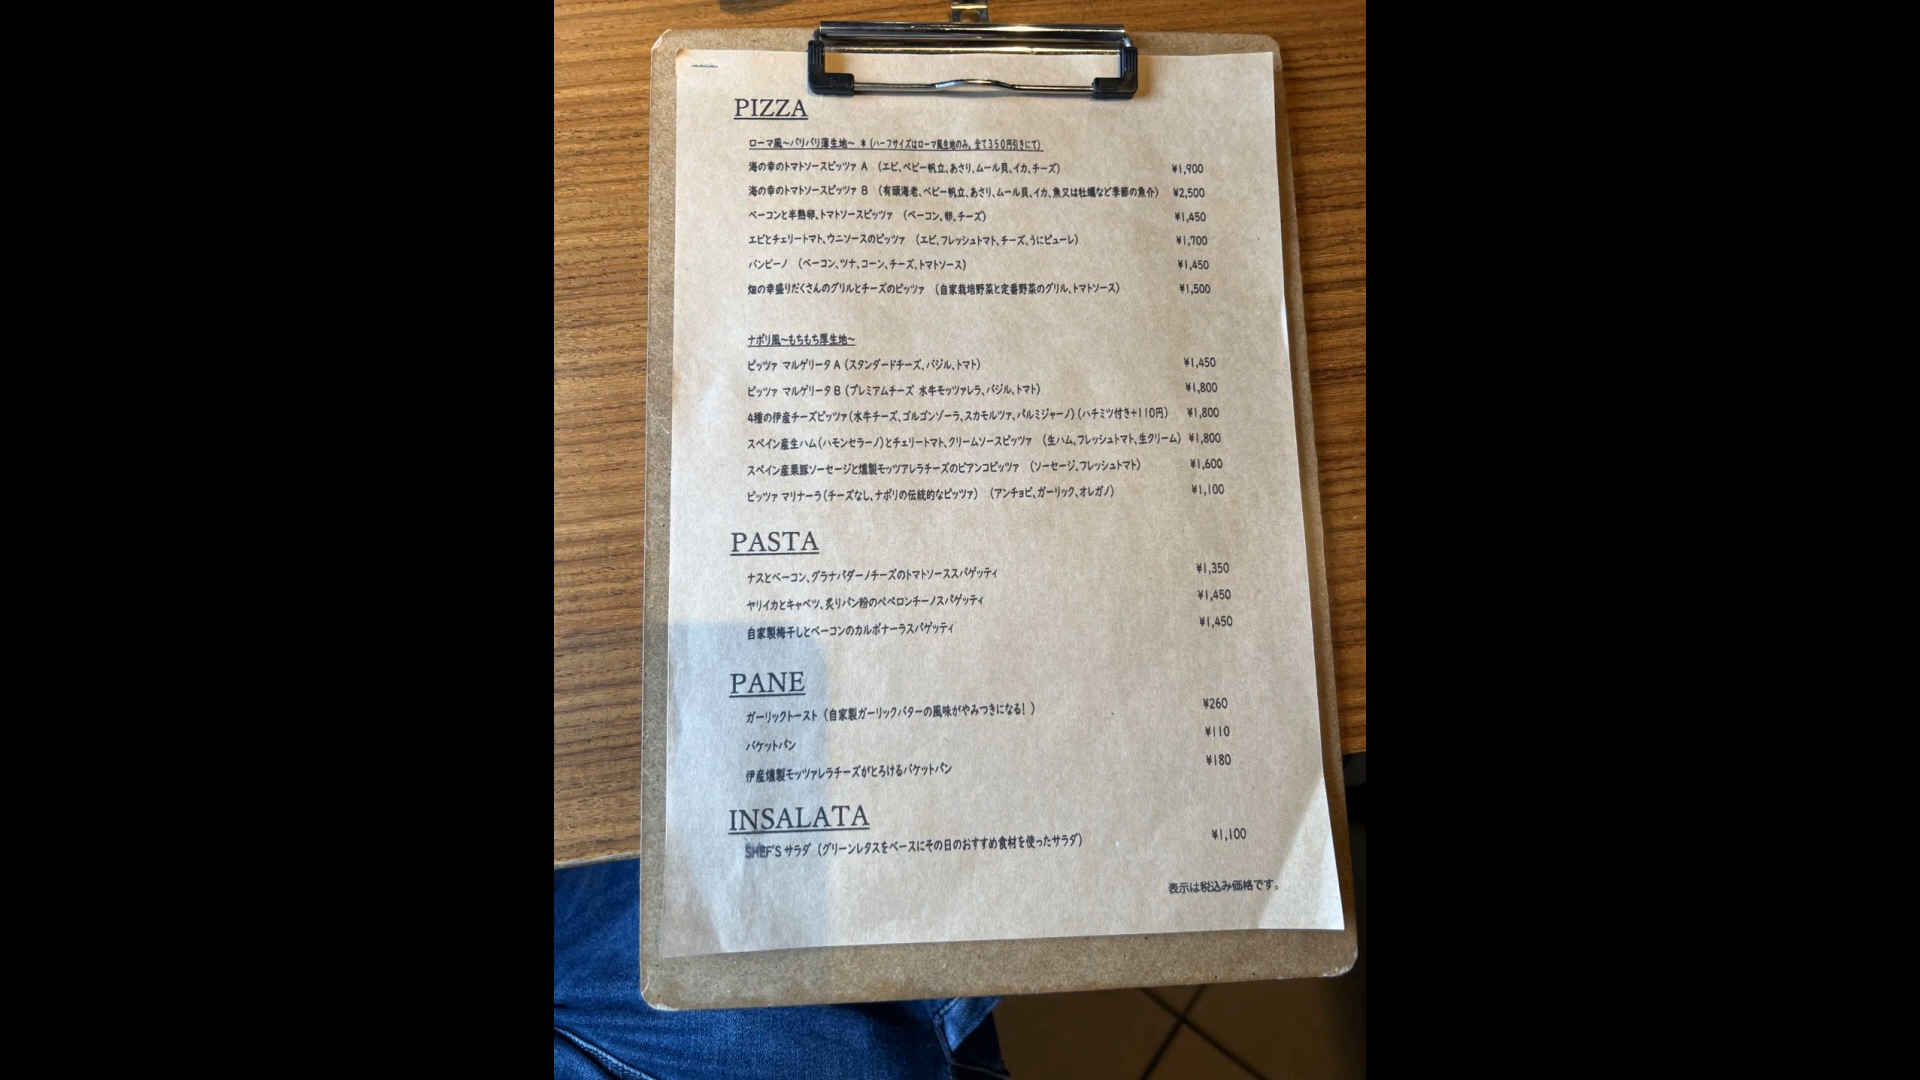 PIZZA
ローマ風～パリパリ薄生地～ ＊(ハーフサイズはローマ風生地のみ, 全て350円引きにて)
海の幸のトマトソースピッツァ A (エビ、ベビー帆立、あさり、ムール貝、イカ、チーズ) ¥1,900
海の幸のトマトソースピッツァ B (有頭海老、ベビー帆立、あさり、ムール貝、イカ、魚又は牡蠣など季節の魚介) ¥2,500
ベーコンと半熟卵、トマトソースピッツァ (ベーコン、卵、チーズ) ¥1,450
エビとチェリートマト、ウニソースのピッツァ (エビ、フレッシュトマト、チーズ、うにピューレ) ¥1,700
バンビーノ (ベーコン、ツナ、コーン、チーズ、トマトソース) ¥1,450
畑の幸盛りだくさんのグリルとチーズのピッツァ (自家栽培野菜と定番野菜のグリル、トマトソース) ¥1,500
ナポリ風～もちもち厚生地～
ピッツァ マルゲリータ A (スタンダードチーズ、バジル、トマト) ¥1,450
ピッツァ マルゲリータ B (プレミアムチーズ 水牛モッツァレラ、バジル、トマト) ¥1,800
4種の伊産チーズピッツァ(水牛チーズ、ゴルゴンゾーラ、スカモルツァ、パルミジャーノ)(ハチミツ付き+110円) ¥1,800
スペイン産生ハム(ハモンセラーノ)とチェリートマト、クリームソースピッツァ (生ハム、フレッシュトマト、生クリーム) ¥1,800
スペイン産栗豚ソーセージと燻製モッツアレラチーズのビアンコピッツァ (ソーセージ、フレッシュトマト) ¥1,600
ピッツァ マリナーラ(チーズなし、ナポリの伝統的なピッツァ) (アンチョビ、ガーリック、オレガノ) ¥1,100
PASTA
ナスとベーコン、グラナパダーノチーズのトマトソーススパゲッティ ¥1,350
ヤリイカとキャベツ、炙りパン粉のペペロンチーノスパゲッティ ¥1,450
自家製梅干しとベーコンのカルボナーラスパゲッティ ¥1,450
PANE
ガーリックトースト (自家製ガーリックバターの風味がやみつきになる! ) ¥260
バケットパン ¥110
伊産燻製モッツァレラチーズがとろけるバケットパン ¥180
INSALATA
SHEF'S サラダ (グリーンレタスをベースにその日のおすすめ食材を使ったサラダ) ¥1,100
表示は税込み価格です。